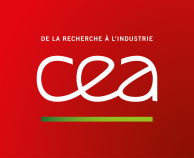 DE LA RECHERCHE À L'INDUSTRIE
cea